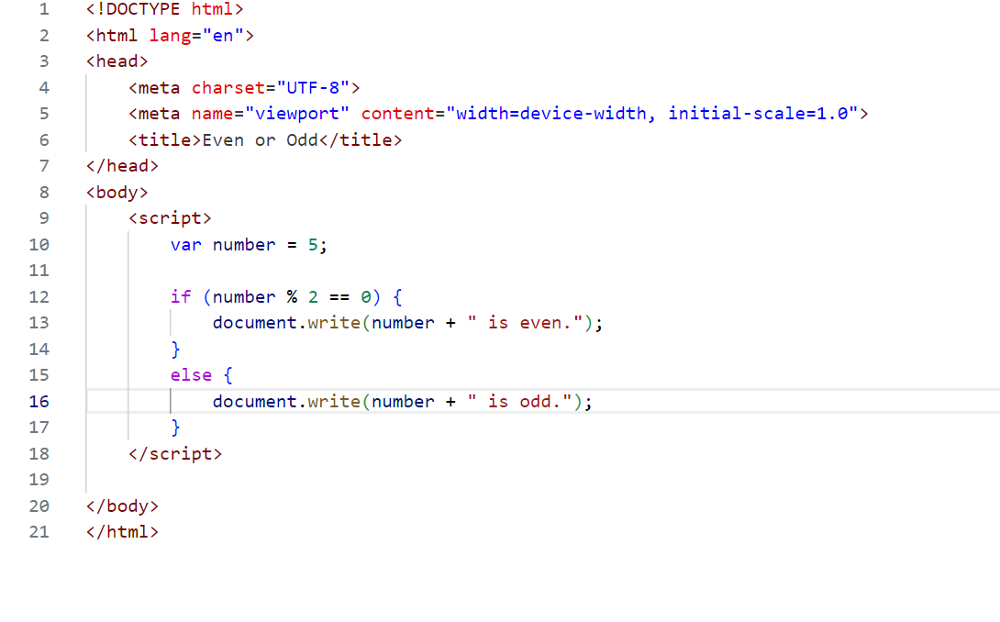 1 <!DOCTYPE html>
2 <html lang="en">
3 <head>
4     <meta charset="UTF-8">
5     <meta name="viewport" content="width=device-width, initial-scale=1.0">
6     <title>Even or Odd</title>
7 </head>
8 <body>
9     <script>
10         var number = 5;
11
12         if (number % 2 == 0) {
13             document.write(number + " is even.");
14         }
15         else {
16             document.write(number + " is odd.");
17         }
18     </script>
19
20 </body>
21 </html>